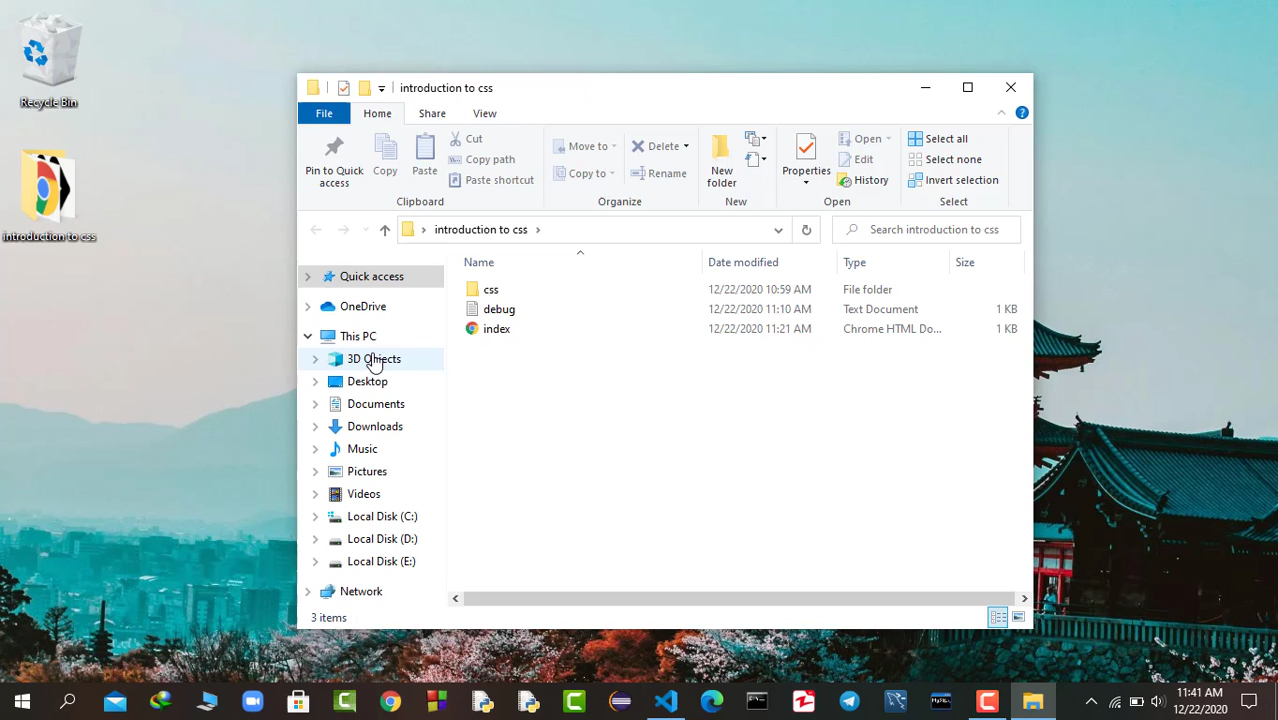 Recycle Bin
introduction to css
introduction to css
File Home Share View
Pin to Quick access
Copy
Paste
Cut
Copy path
Paste shortcut
Clipboard
Move to
Copy to
Delete
Rename
Organize
New folder
New
Properties
Open
Edit
History
Open
Select all
Select none
Invert selection
Select
introduction to css
Search introduction to css
Name Date modified Type Size
css 12/22/2020 10:59 AM File folder
debug 12/22/2020 11:10 AM Text Document 1 KB
index 12/22/2020 11:21 AM Chrome HTML Do... 1 KB
Quick access
OneDrive
This PC
3D Objects
Desktop
Documents
Downloads
Music
Pictures
Videos
Local Disk (C:)
Local Disk (D:)
Local Disk (E:)
Network
3 items
11:41 AM
12/22/2020